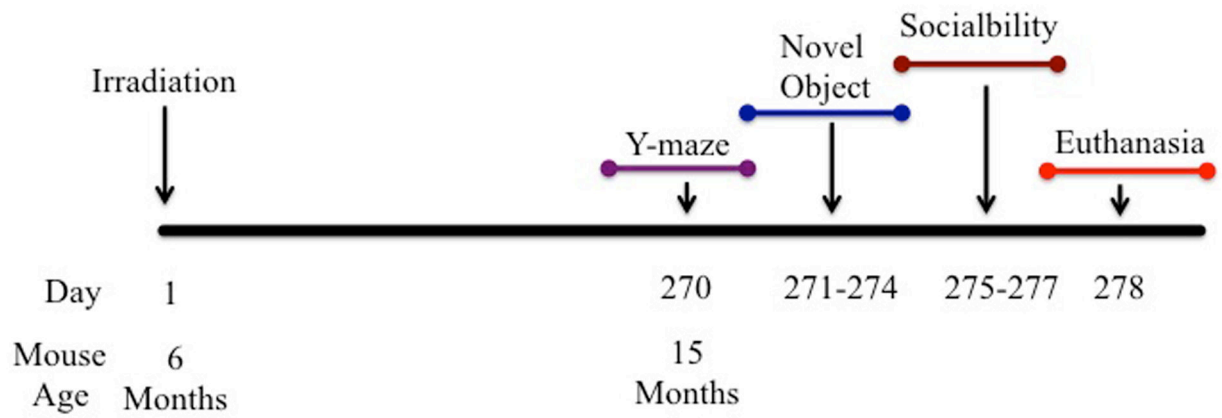 Socialbility
Novel
Object
Irradiation
Y-maze
Euthanasia
Day 1 270 271-274 275-277 278
Mouse
Age
6
Months
15
Months